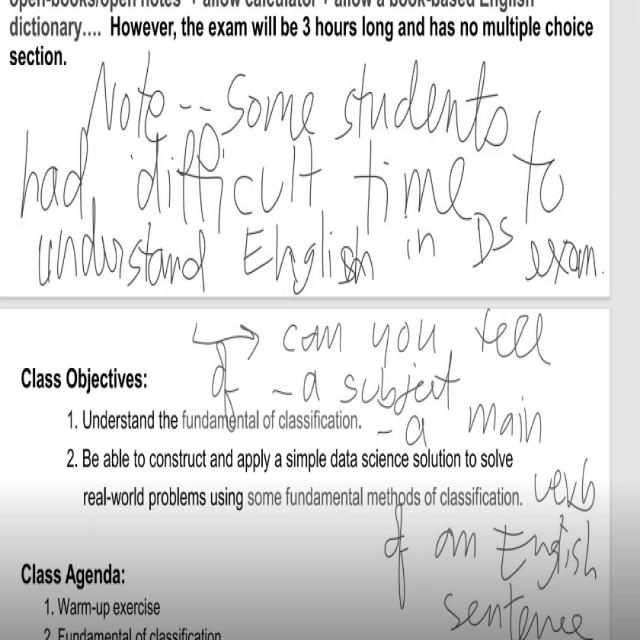 open-books/open notes + allow calculator + allow a book-based English
dictionary.... However, the exam will be 3 hours long and has no multiple choice
section.
Note -- Some students
had difficult time to
understand English in DS exam.
→ can you tell
of - a subject
Class Objectives:
1. Understand the fundamental of classification.
- a main
2. Be able to construct and apply a simple data science solution to solve
real-world problems using some fundamental methods of classification.
verb
of an English
sentence
Class Agenda:
1. Warm-up exercise
2. Fundamental of classification